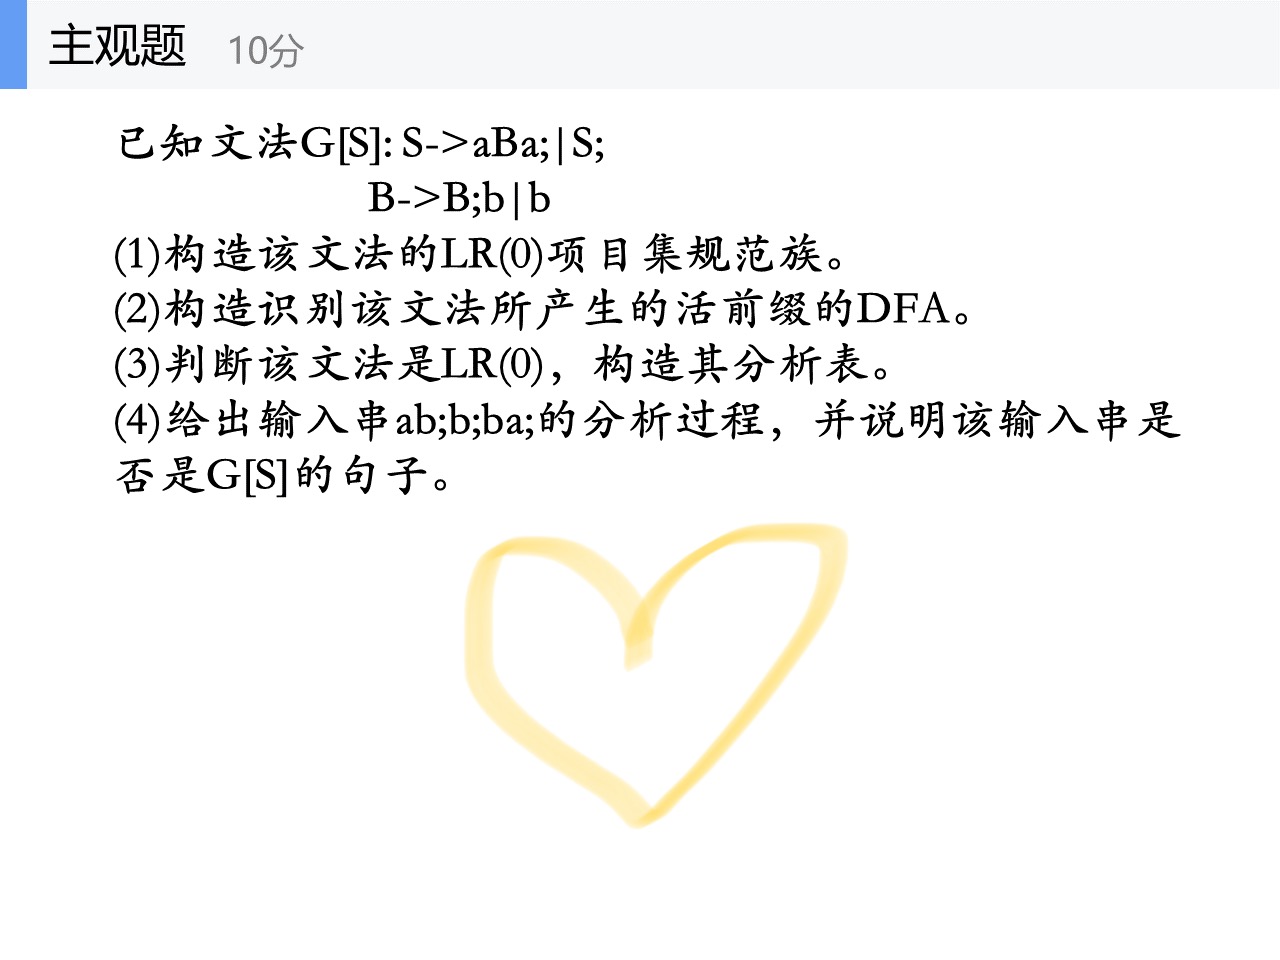 主观题 10分
已知文法G[S]: S->aBa;|S;
B->B;b|b
(1)构造该文法的LR(0)项目集规范族。
(2)构造识别该文法所产生的活前缀的DFA。
(3)判断该文法是LR(0)，构造其分析表。
(4)给出输入串ab;b;ba;的分析过程，并说明该输入串是
否是G[S]的句子。